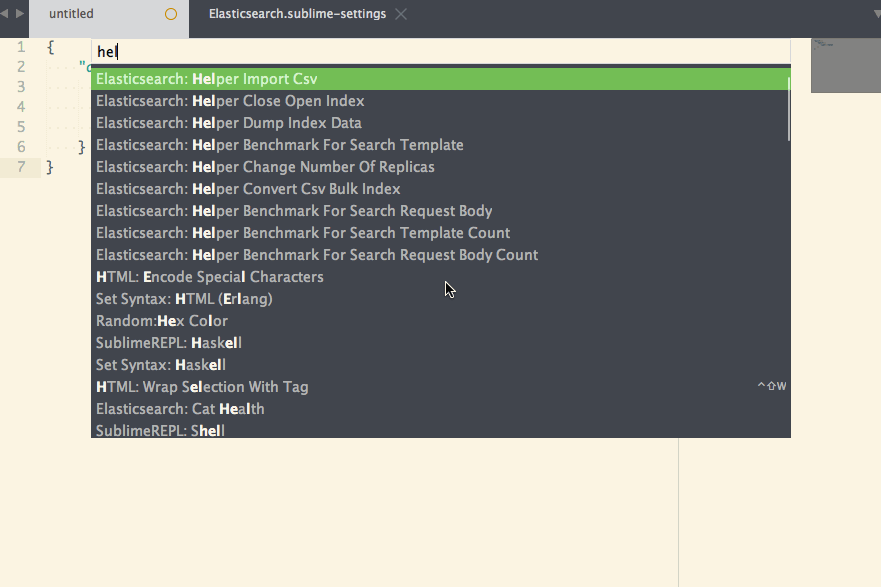 untitled
Elasticsearch.sublime-settings
hel
1 {
2 "
3
4
5
6 }
7 }
Elasticsearch: Helper Import Csv
Elasticsearch: Helper Close Open Index
Elasticsearch: Helper Dump Index Data
Elasticsearch: Helper Benchmark For Search Template
Elasticsearch: Helper Change Number Of Replicas
Elasticsearch: Helper Convert Csv Bulk Index
Elasticsearch: Helper Benchmark For Search Request Body
Elasticsearch: Helper Benchmark For Search Template Count
Elasticsearch: Helper Benchmark For Search Request Body Count
HTML: Encode Special Characters
Set Syntax: HTML (Erlang)
Random:Hex Color
SublimeREPL: Haskell
Set Syntax: Haskell
HTML: Wrap Selection With Tag ^⇧W
Elasticsearch: Cat Health
SublimeREPL: Shell